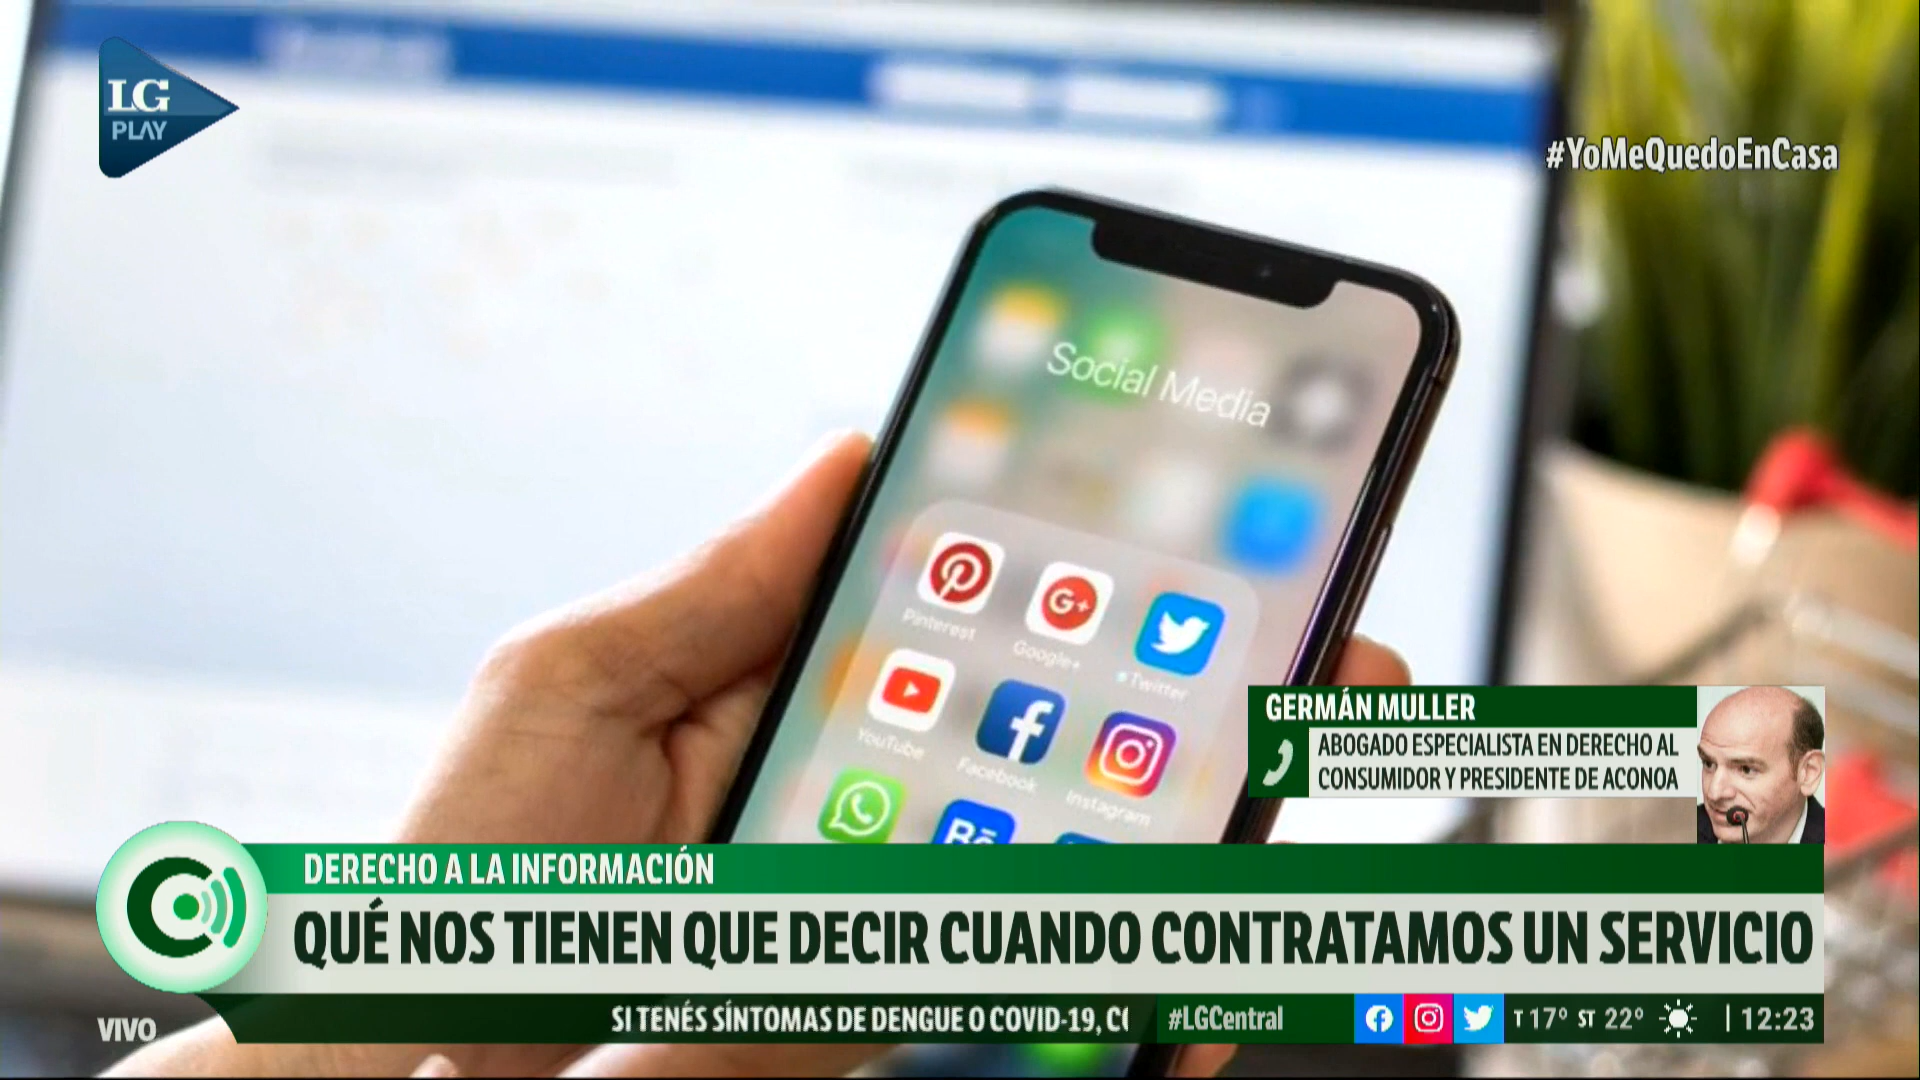 LG
PLAY
#YoMeQuedoEnCasa
Social Media
Pinterest
G+
Google+
Twitter
YouTube
Facebook
Instagram
Bē
GERMÁN MULLER
ABOGADO ESPECIALISTA EN DERECHO AL
CONSUMIDOR Y PRESIDENTE DE ACONOA
DERECHO A LA INFORMACIÓN
QUÉ NOS TIENEN QUE DECIR CUANDO CONTRATAMOS UN SERVICIO
VIVO
SI TENÉS SÍNTOMAS DE DENGUE O COVID-19,
#LGCentral
T 17° ST 22°
12:23